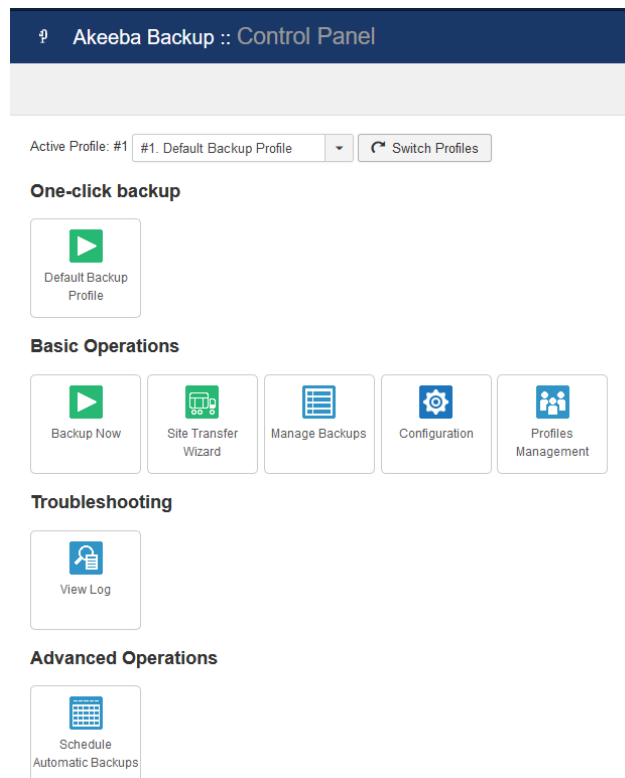 Akeeba Backup :: Control Panel
Active Profile: #1 #1. Default Backup Profile Switch Profiles
One-click backup
Default Backup
Profile
Basic Operations
Backup Now
Site Transfer
Wizard
Manage Backups
Configuration
Profiles
Management
Troubleshooting
View Log
Advanced Operations
Schedule
Automatic Backups